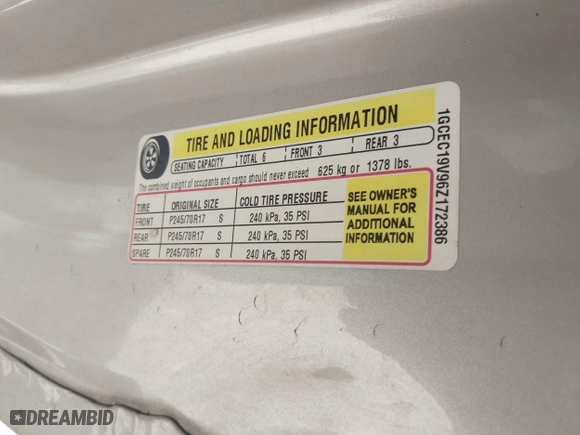 TIRE AND LOADING INFORMATION
SEATING CAPACITY TOTAL 6 FRONT 3 REAR 3
The combined weight of occupants and cargo should never exceed 625 kg or 1378 lbs.
TIRE ORIGINAL SIZE COLD TIRE PRESSURE
FRONT P245/70R17 S 240 kPa, 35 PSI
REAR P245/70R17 S 240 kPa, 35 PSI
SPARE P245/70R17 S 240 kPa, 35 PSI
SEE OWNER'S
MANUAL FOR
ADDITIONAL
INFORMATION
1GCEC19V96Z172386
DREAMBID